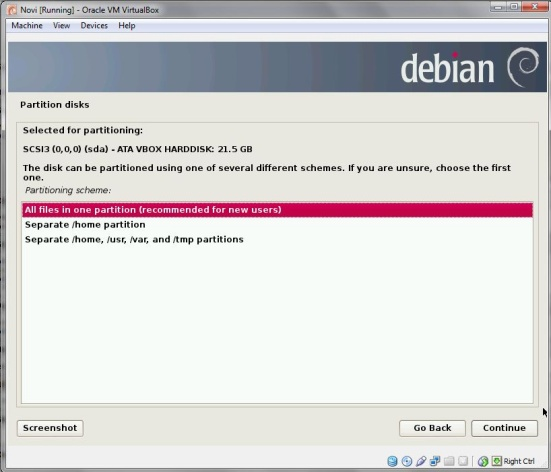 Novi [Running] - Oracle VM VirtualBox
Machine View Devices Help
debian
Partition disks
Selected for partitioning:
SCSI3 (0,0,0) (sda) - ATA VBOX HARDDISK: 21.5 GB
The disk can be partitioned using one of several different schemes. If you are unsure, choose the first
one.
Partitioning scheme:
All files in one partition (recommended for new users)
Separate /home partition
Separate /home, /usr, /var, and /tmp partitions
Screenshot
Go Back
Continue
Right Ctrl